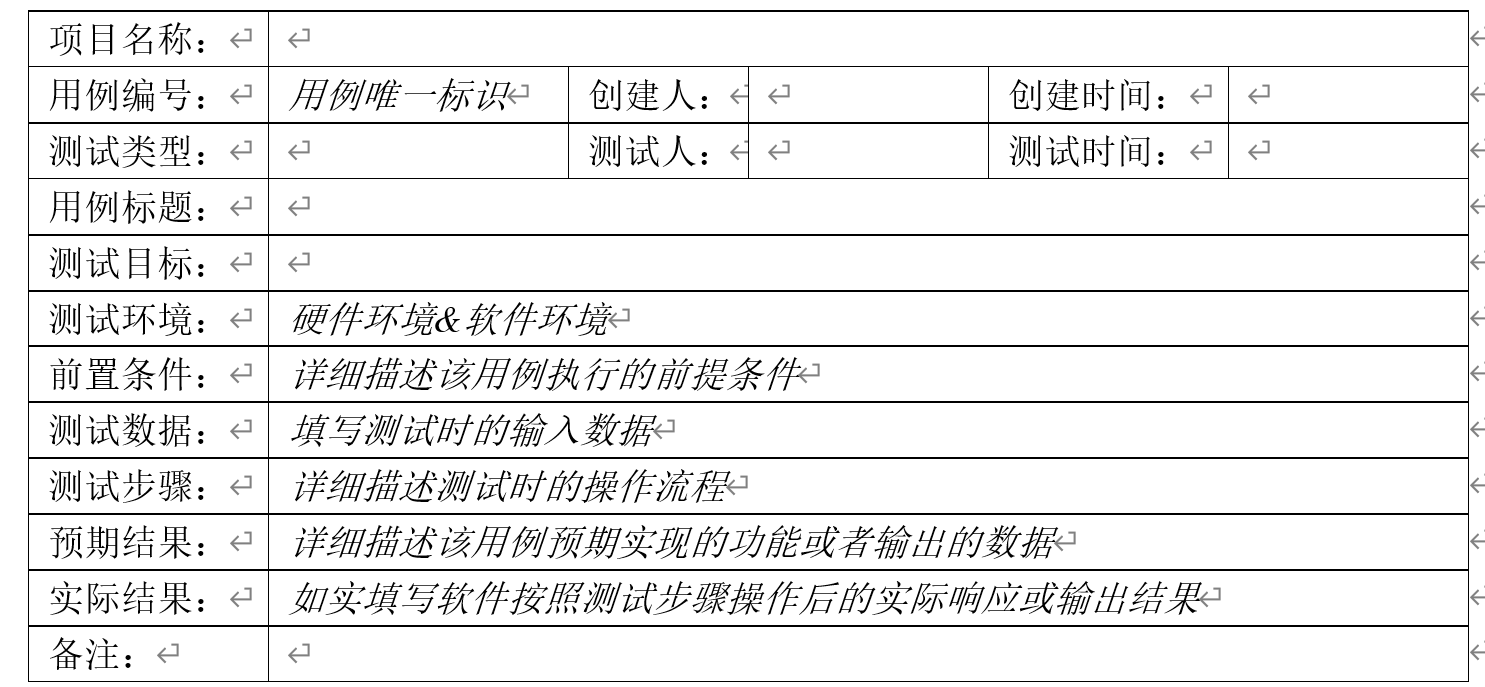 项目名称：
用例编号： 用例唯一标识 创建人： 创建时间：
测试类型： 测试人： 测试时间：
用例标题：
测试目标：
测试环境： 硬件环境&软件环境
前置条件： 详细描述该用例执行的前提条件
测试数据： 填写测试时的输入数据
测试步骤： 详细描述测试时的操作流程
预期结果： 详细描述该用例预期实现的功能或者输出的数据
实际结果： 如实填写软件按照测试步骤操作后的实际响应或输出结果
备注：